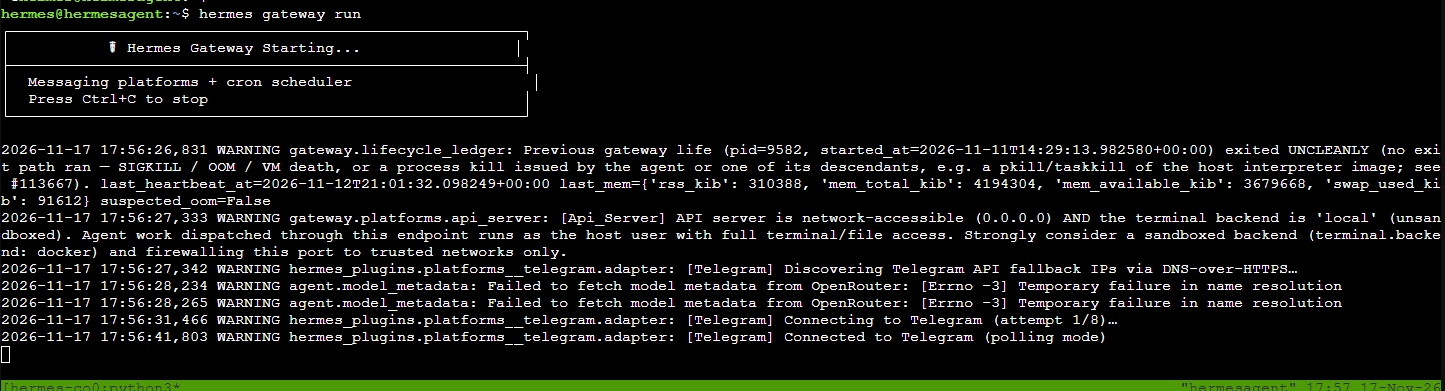 hermes@hermesagent:~$ hermes gateway run
Hermes Gateway Starting...
Messaging platforms + cron scheduler
Press Ctrl+C to stop
2026-11-17 17:56:26,831 WARNING gateway.lifecycle_ledger: Previous gateway life (pid=9582, started_at=2026-11-11T14:29:13.982580+00:00) exited UNCLEANLY (no exi
t path ran — SIGKILL / OOM / VM death, or a process kill issued by the agent or one of its descendants, e.g. a pkill/taskkill of the host interpreter image; see
#113667). last_heartbeat_at=2026-11-12T21:01:32.098249+00:00 last_mem={'rss_kib': 310388, 'mem_total_kib': 4194304, 'mem_available_kib': 3679668, 'swap_used_ki
b': 91612} suspected_oom=False
2026-11-17 17:56:27,333 WARNING gateway.platforms.api_server: [Api_Server] API server is network-accessible (0.0.0.0) AND the terminal backend is 'local' (unsan
dboxed). Agent work dispatched through this endpoint runs as the host user with full terminal/file access. Strongly consider a sandboxed backend (terminal.backe
nd: docker) and firewalling this port to trusted networks only.
2026-11-17 17:56:27,342 WARNING hermes_plugins.platforms__telegram.adapter: [Telegram] Discovering Telegram API fallback IPs via DNS-over-HTTPS…
2026-11-17 17:56:28,234 WARNING agent.model_metadata: Failed to fetch model metadata from OpenRouter: [Errno -3] Temporary failure in name resolution
2026-11-17 17:56:28,265 WARNING agent.model_metadata: Failed to fetch model metadata from OpenRouter: [Errno -3] Temporary failure in name resolution
2026-11-17 17:56:31,466 WARNING hermes_plugins.platforms__telegram.adapter: [Telegram] Connecting to Telegram (attempt 1/8)…
2026-11-17 17:56:41,803 WARNING hermes_plugins.platforms__telegram.adapter: [Telegram] Connected to Telegram (polling mode)
[hermes-co0:python3* "hermesagent" 17:57 17-Nov-26